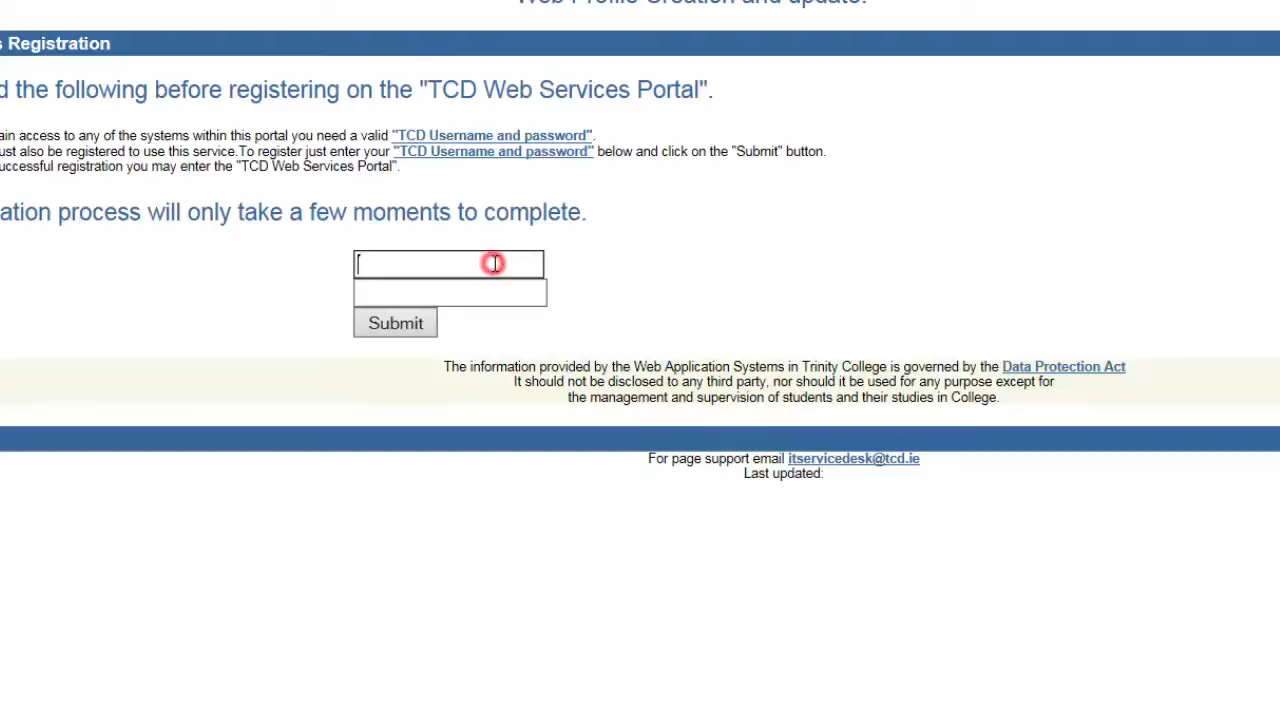 Web Profile Creation and update.
s Registration
d the following before registering on the "TCD Web Services Portal".
ain access to any of the systems within this portal you need a valid "TCD Username and password".
ust also be registered to use this service.To register just enter your "TCD Username and password" below and click on the "Submit" button.
uccessful registration you may enter the "TCD Web Services Portal".
ation process will only take a few moments to complete.
Submit
The information provided by the Web Application Systems in Trinity College is governed by the Data Protection Act
It should not be disclosed to any third party, nor should it be used for any purpose except for
the management and supervision of students and their studies in College.
For page support email itservicedesk@tcd.ie
Last updated: